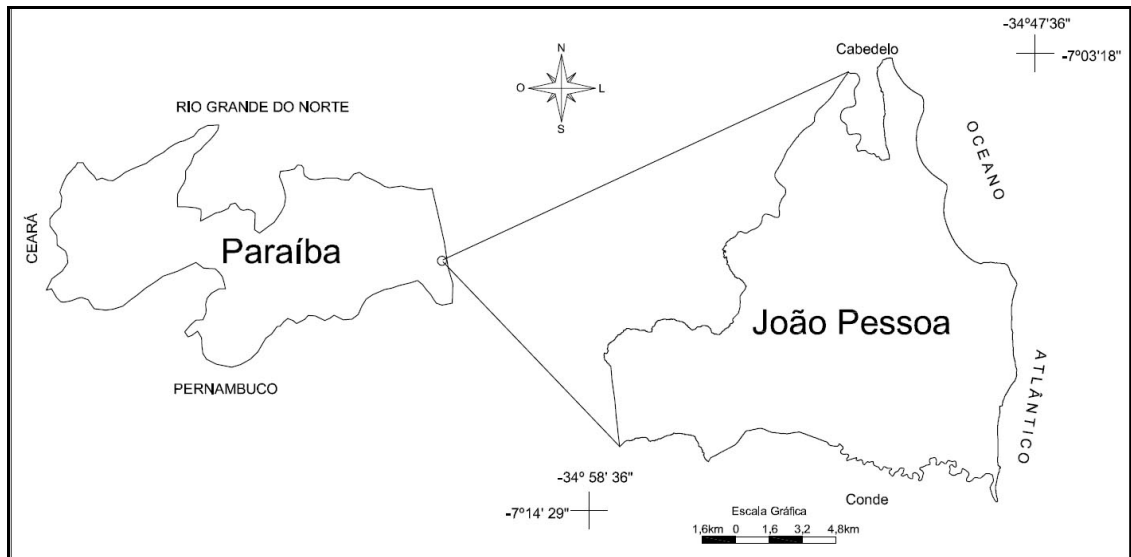 -34º47'36"
-7º03'18"
Cabedelo
N
O
L
S
RIO GRANDE DO NORTE
OCEANO
CEARÁ
Paraíba
João Pessoa
ATLÂNTICO
PERNAMBUCO
-34º 58' 36"
-7º14' 29"
Conde
Escala Gráfica
1,6km 0 1,6 3,2 4,8km